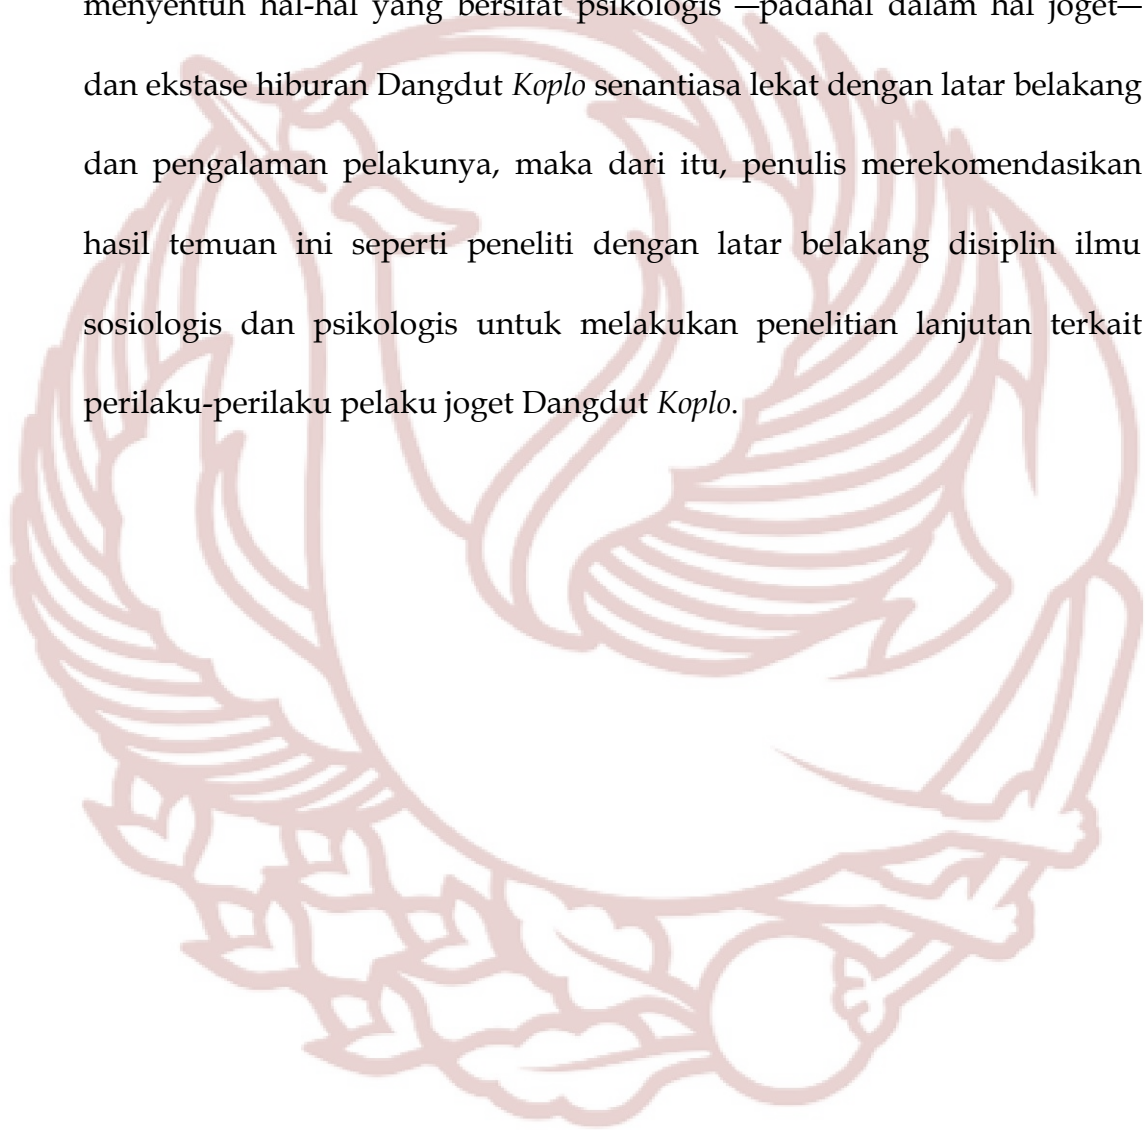 menyentuh hal-hal yang bersifat psikologis —padahal dalam hal joget—
dan ekstase hiburan Dangdut Koplo senantiasa lekat dengan latar belakang
dan pengalaman pelakunya, maka dari itu, penulis merekomendasikan
hasil temuan ini seperti peneliti dengan latar belakang disiplin ilmu
sosiologis dan psikologis untuk melakukan penelitian lanjutan terkait
perilaku-perilaku pelaku joget Dangdut Koplo.